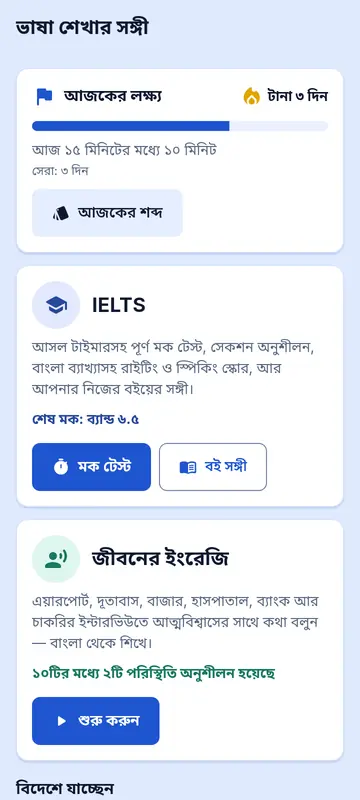 ভাষা শেখার সঙ্গী
আজকের লক্ষ্য
টানা ৩ দিন
আজ ১৫ মিনিটের মধ্যে ১০ মিনিট
সেরা: ৩ দিন
আজকের শব্দ
IELTS
আসল টাইমারসহ পূর্ণ মক টেস্ট, সেকশন অনুশীলন,
বাংলা ব্যাখ্যাসহ রাইটিং ও স্পিকিং স্কোর, আর
আপনার নিজের বইয়ের সঙ্গী।
শেষ মক: ব্যান্ড ৬.৫
মক টেস্ট
বই সঙ্গী
জীবনের ইংরেজি
এয়ারপোর্ট, দূতাবাস, বাজার, হাসপাতাল, ব্যাংক আর
চাকরির ইন্টারভিউতে আত্মবিশ্বাসের সাথে কথা বলুন
— বাংলা থেকে শিখে।
১০টির মধ্যে ২টি পরিস্থিতি অনুশীলন হয়েছে
শুরু করুন
বিদেশে যাচ্ছেন